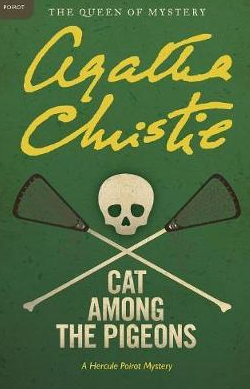 POIROT
THE QUEEN OF MYSTERY
Agatha
Christie
CAT
AMONG
THE PIGEONS
A Hercule Poirot Mystery